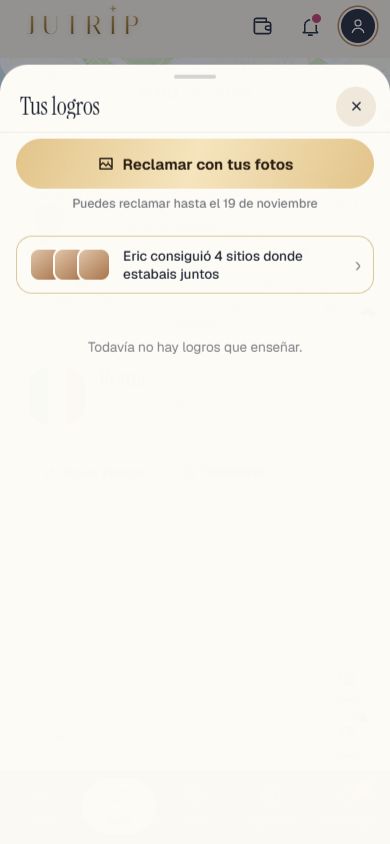 JUTRIP
Tus logros
Reclamar con tus fotos
Puedes reclamar hasta el 19 de noviembre
Eric consiguió 4 sitios donde
estabais juntos
Todavía no hay logros que enseñar.